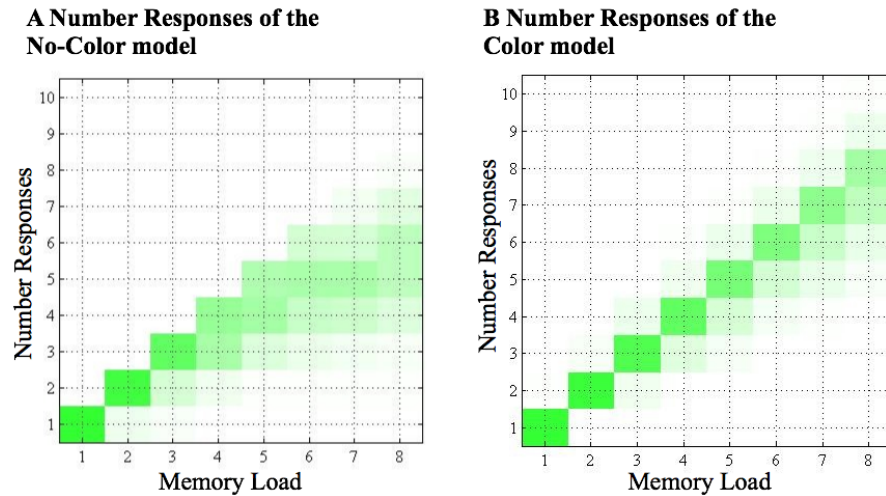 A Number Responses of the
No-Color model
10
9
8
7
6
5
4
3
2
1
Number Responses
1 2 3 4 5 6 7 8
Memory Load
B Number Responses of the
Color model
10
9
8
7
6
5
4
3
2
1
Number Responses
1 2 3 4 5 6 7 8
Memory Load